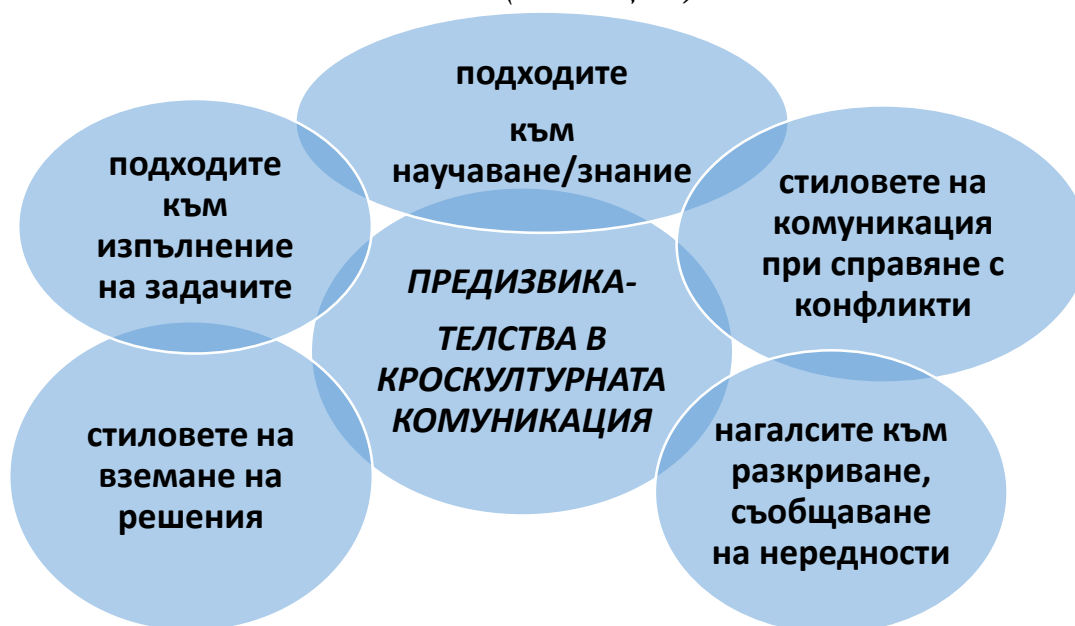 подходите
към
научаване/знание
подходите
към
изпълнение
на задачите
стиловете на
комуникация
при справяне с
конфликти
ПРЕДИЗВИКА-
ТЕЛСТВА В
КРОСКУЛТУРНАТА
КОМУНИКАЦИЯ
стиловете на
вземане на
решения
нагалсите към
разкриване,
съобщаване
на нередности